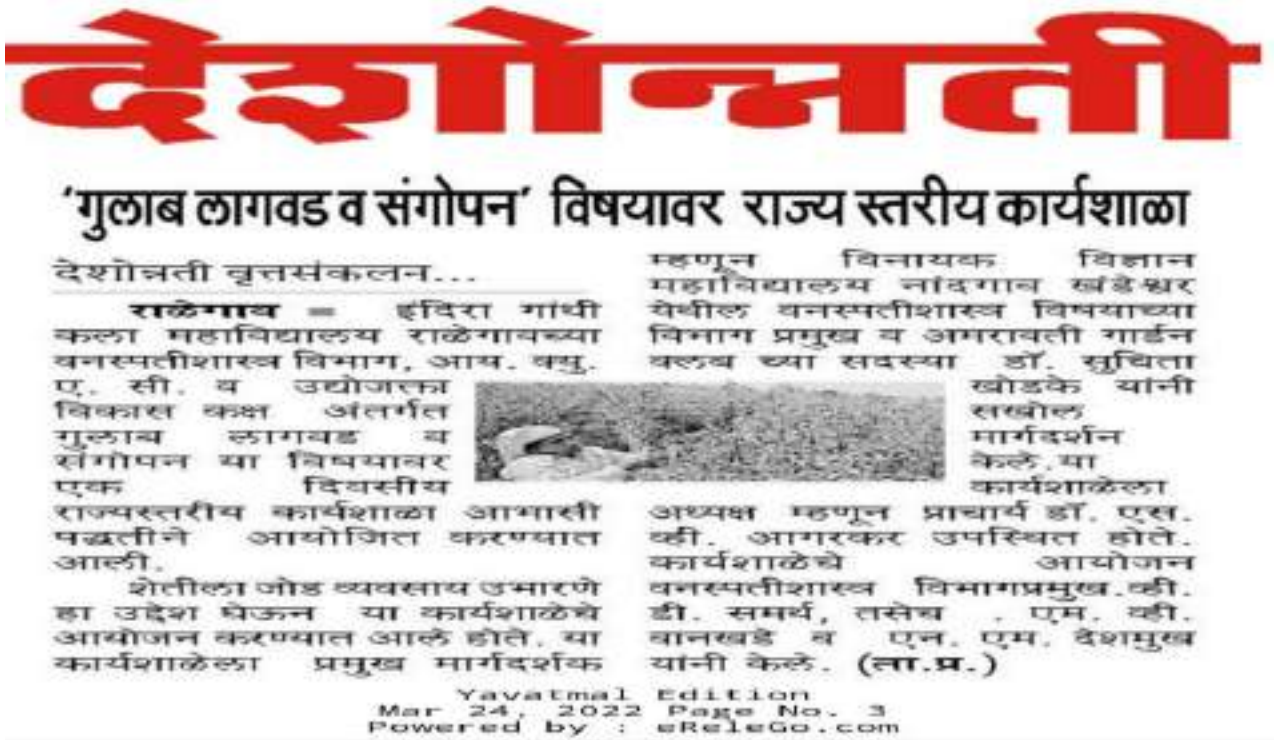 देशोन्नती
'गुलाब लागवड व संगोपन' विषयावर राज्य स्तरीय कार्यशाळा
देशोन्नती वृत्तसंकलन...
राळेगाव = इंदिरा गांधी
कला महाविद्यालय राळेगावच्या
वनस्पतीशास्त्र विभाग, आय. क्यु.
ए. सी. व उद्योजक्ता
विकास कक्ष अंतर्गत
गुलाब लागवड व
संगोपन या विषयावर
एक दिवसीय
राज्यस्तरीय कार्यशाळा आभासी
पद्धतीने आयोजित करण्यात
आली.
शेतीला जोड व्यवसाय उभारणे
हा उद्देश घेऊन या कार्यशाळेचे
आयोजन करण्यात आले होते. या
कार्यशाळेला प्रमुख मार्गदर्शक
म्हणून विनायक विज्ञान
महाविद्यालय नांदगाव खंडेश्वर
येथील वनस्पतीशास्त्र विषयाच्या
विभाग प्रमुख व अमरावती गार्डन
क्लब च्या सदस्या डॉ. सुचिता
खोडके यांनी
सखोल
मार्गदर्शन
केले.या
कार्यशाळेला
अध्यक्ष म्हणून प्राचार्य डॉ. एस.
व्ही. आगरकर उपस्थित होते.
कार्यशाळेचे आयोजन
वनस्पतीशास्त्र विभागप्रमुख.व्ही.
डी. समर्थ, तसेच . एम. व्ही.
वानखडे व एन. एम. देशमुख
यांनी केले. (ता.प्र.)
Yavatmal Edition
Mar 24, 2022 Page No. 3
Powered by : eReleGo.com